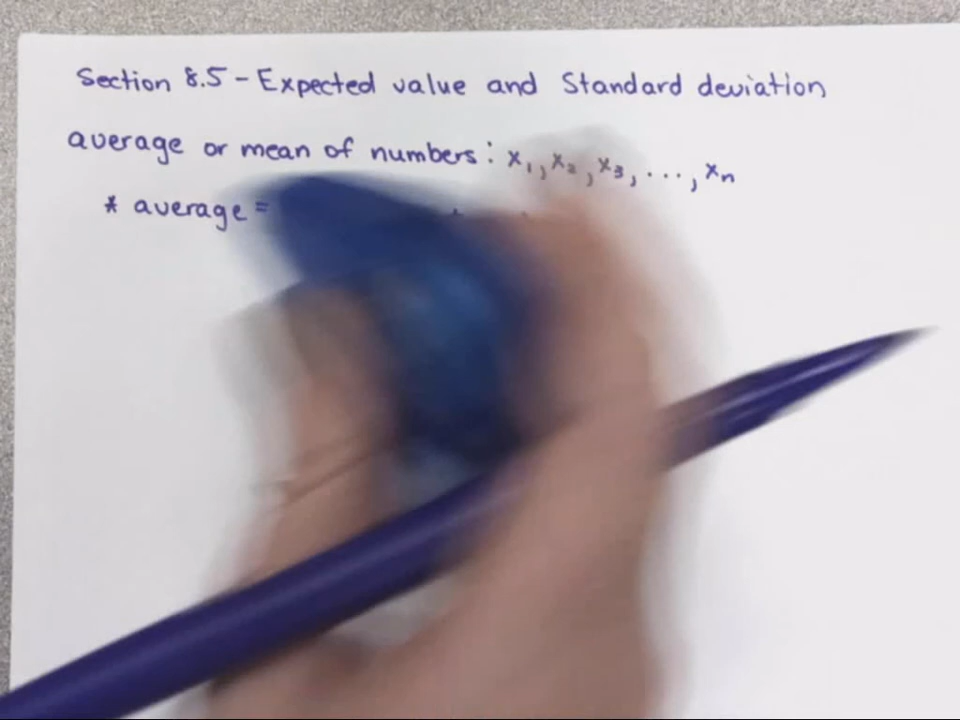 Section 8.5 - Expected value and Standard deviation
average or mean of numbers: x₁, x₂, x₃, ..., xₙ
* average =